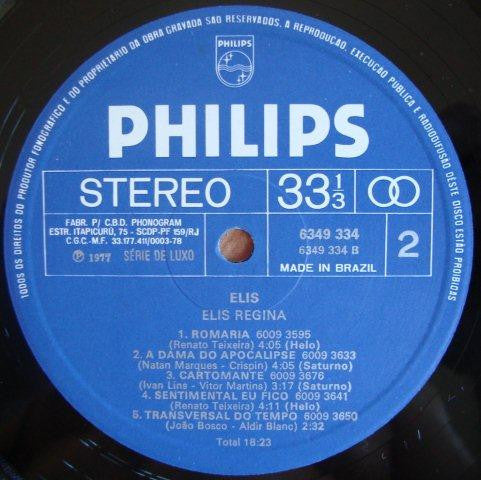 TODOS OS DIREITOS DO PRODUTOR FONOGRÁFICO E DO PROPRIETÁRIO DA OBRA GRAVADA SÃO RESERVADOS. A REPRODUÇÃO, EXECUÇÃO PÚBLICA E RADIODIFUSÃO DÊSTE DISCO ESTÃO PROIBIDAS
PHILIPS
PHILIPS
STEREO
33 1/3
FABR. P/ C.B.D. PHONOGRAM
ESTR. ITAPICURÚ, 75 - SCDP-PF 159/RJ
C.G.C.-M.F. 33.177.411/0003-78
Ⓟ 1977 SÉRIE DE LUXO
6349 334
6349 334 B
MADE IN BRAZIL
2
ELIS
ELIS REGINA
1. ROMARIA 6009 3595
(Renato Teixeira) 4:05 (Helo)
2. A DAMA DO APOCALIPSE 6009 3633
(Natan Marques - Crispin) 4:05 (Saturno)
3. CARTOMANTE 6009 3676
(Ivan Lins - Vitor Martins) 3:17 (Saturno)
4. SENTIMENTAL EU FICO 6009 3641
(Renato Teixeira) 4:11 (Helo)
5. TRANSVERSAL DO TEMPO 6009 3650
(João Bosco - Aldir Blanc) 2:32
Total 18:23